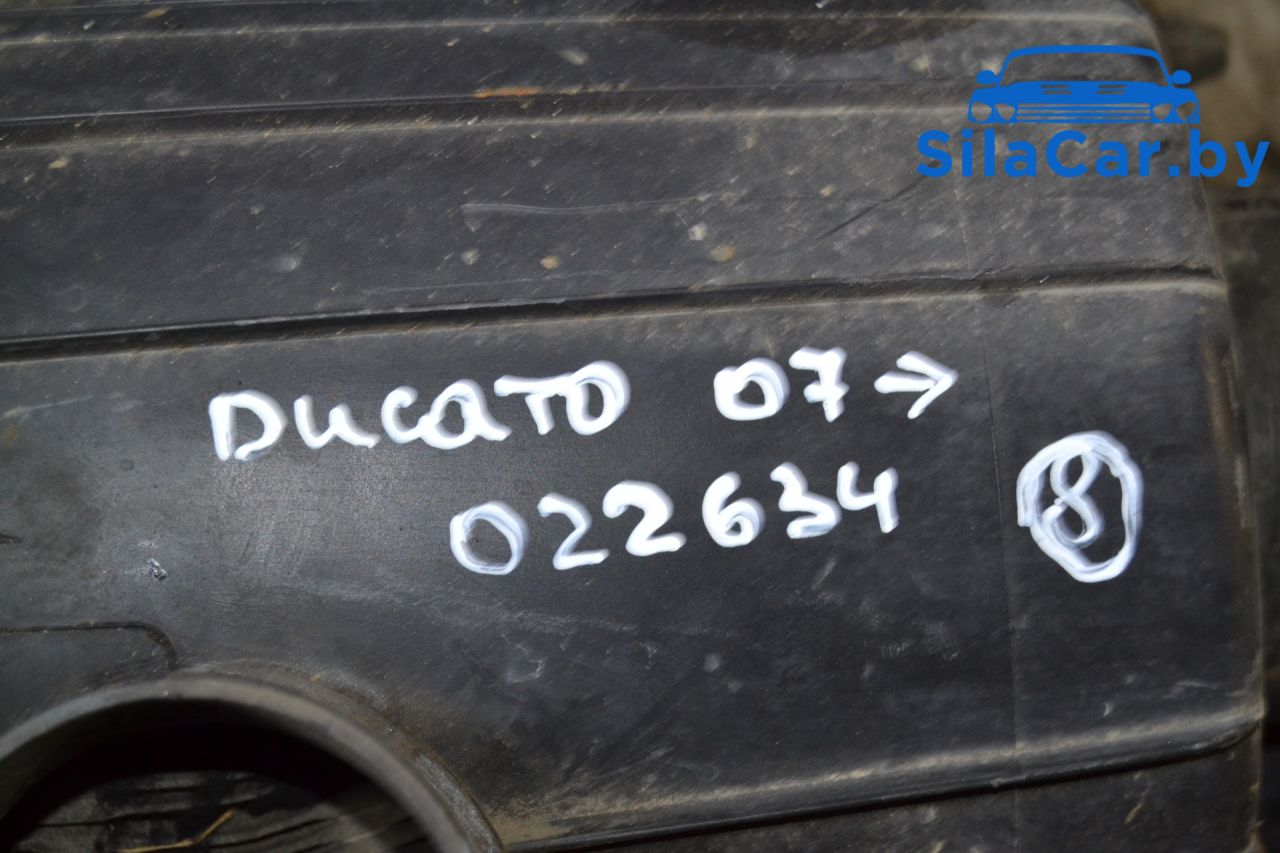 SilaCar.by
Ducato 07→
022634
8